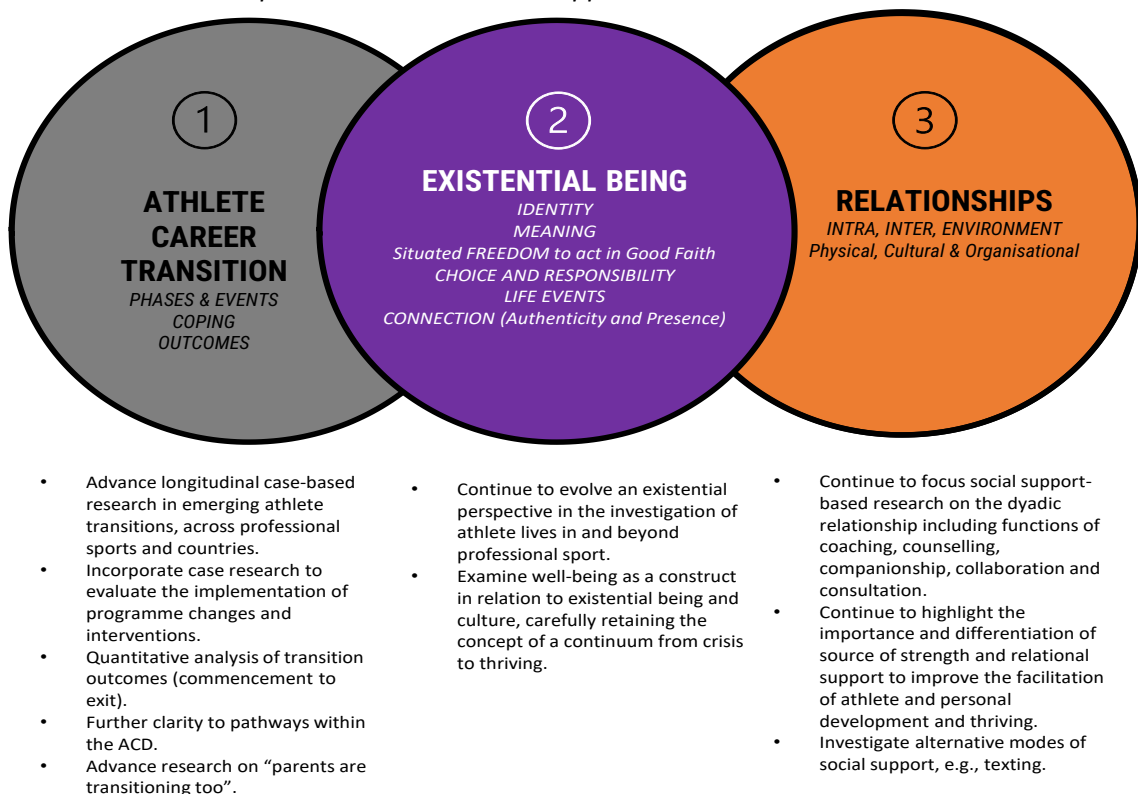 1
ATHLETE
CAREER
TRANSITION
PHASES & EVENTS
COPING
OUTCOMES
2
EXISTENTIAL BEING
IDENTITY
MEANING
Situated FREEDOM to act in Good Faith
CHOICE AND RESPONSIBILITY
LIFE EVENTS
CONNECTION (Authenticity and Presence)
3
RELATIONSHIPS
INTRA, INTER, ENVIRONMENT
Physical, Cultural & Organisational
• Advance longitudinal case-based
research in emerging athlete
transitions, across professional
sports and countries.
• Incorporate case research to
evaluate the implementation of
programme changes and
interventions.
• Quantitative analysis of transition
outcomes (commencement to
exit).
• Further clarity to pathways within
the ACD.
• Advance research on “parents are
transitioning too”.
• Continue to evolve an existential
perspective in the investigation of
athlete lives in and beyond
professional sport.
• Examine well-being as a construct
in relation to existential being and
culture, carefully retaining the
concept of a continuum from crisis
to thriving.
• Continue to focus social support-
based research on the dyadic
relationship including functions of
coaching, counselling,
companionship, collaboration and
consultation.
• Continue to highlight the
importance and differentiation of
source of strength and relational
support to improve the facilitation
of athlete and personal
development and thriving.
• Investigate alternative modes of
social support, e.g., texting.